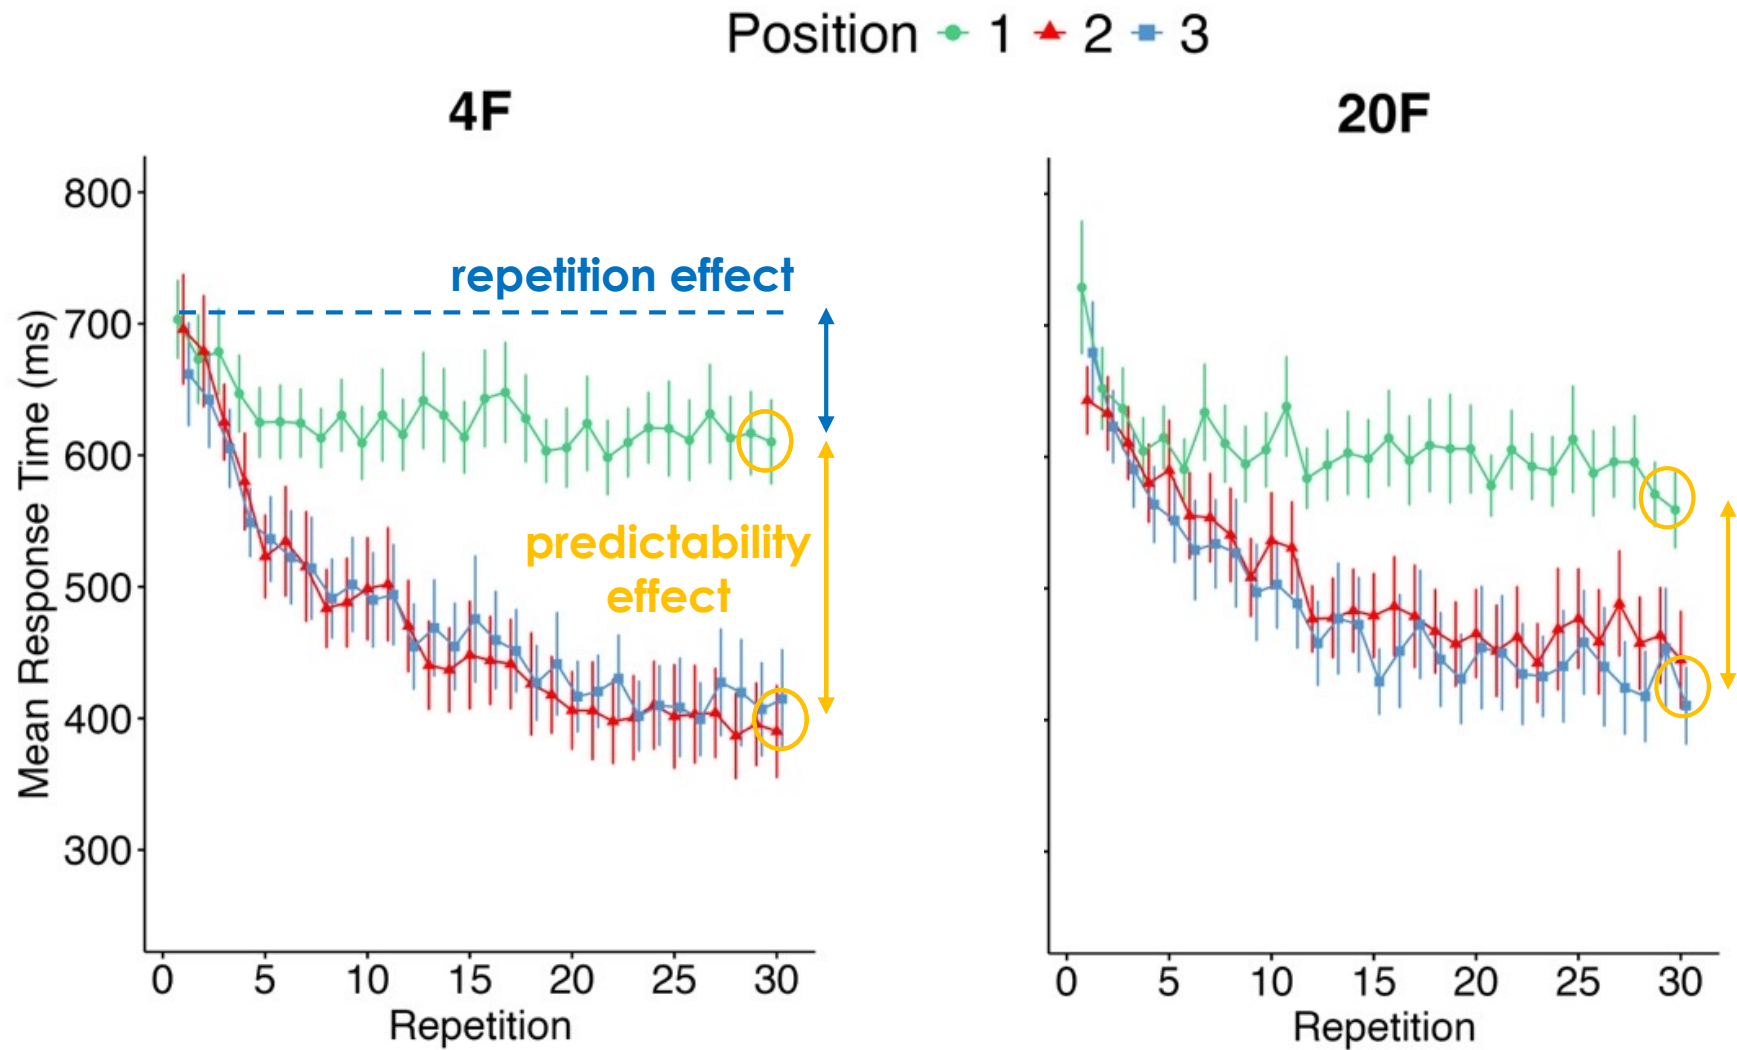 Position 1 2 3
4F
20F
800
700
600
500
400
300
Mean Response Time (ms)
repetition effect
predictability
effect
0 5 10 15 20 25 30
Repetition
0 5 10 15 20 25 30
Repetition